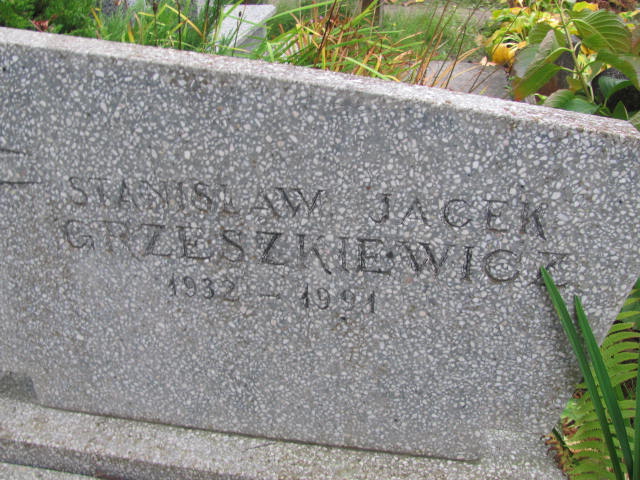 STANISŁAW JACEK
GRZESZKIEWICZ
1932 - 1991